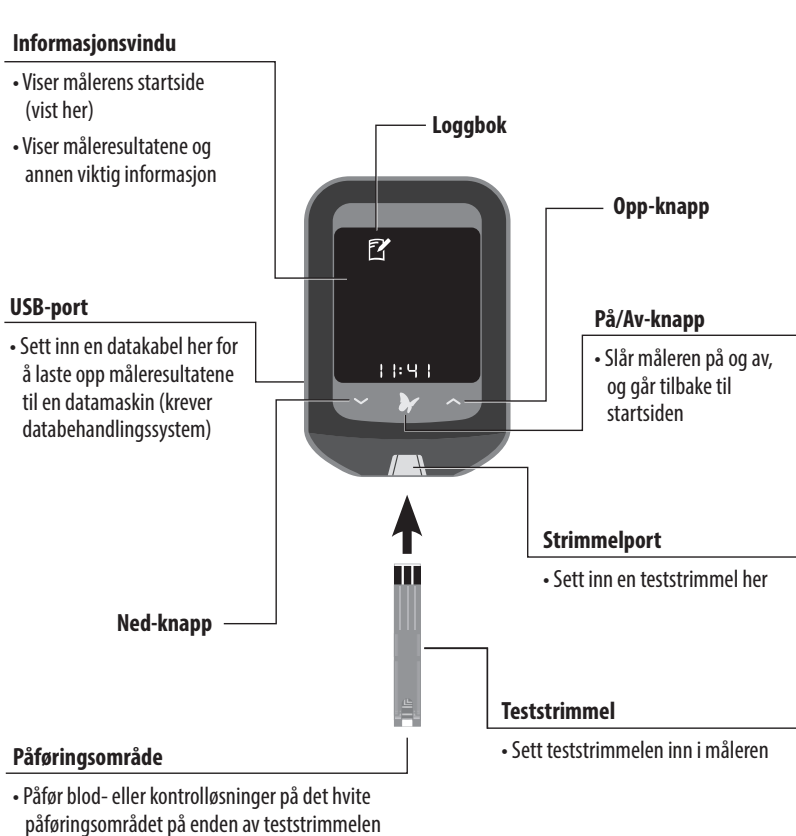 Informasjonsvindu
• Viser målerens startside
(vist her)
• Viser måleresultatene og
annen viktig informasjon
Loggbok
Opp-knapp
USB-port
• Sett inn en datakabel her for
å laste opp måleresultatene
til en datamaskin (krever
databehandlingssystem)
11:41
På/Av-knapp
• Slår måleren på og av,
og går tilbake til
startsiden
Strimmelport
• Sett inn en teststrimmel her
Ned-knapp
Teststrimmel
• Sett teststrimmelen inn i måleren
Påføringsområde
• Påfør blod- eller kontrolløsninger på det hvite
påføringsområdet på enden av teststrimmelen